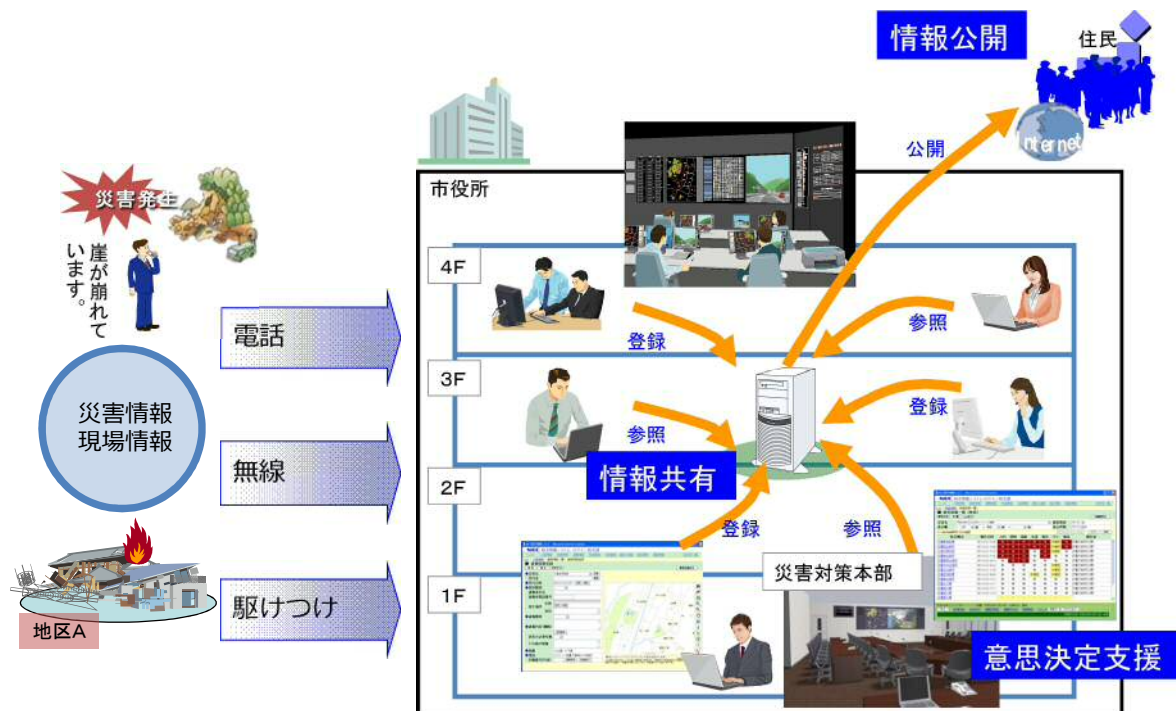 情報公開
住民
Internet
公開
災害発生
崖が崩れて
います。
市役所
4F
登録
参照
電話
3F
参照
登録
災害情報
現場情報
情報共有
無線
2F
登録
参照
災害対策本部
1F
駆けつけ
地区A
意思決定支援